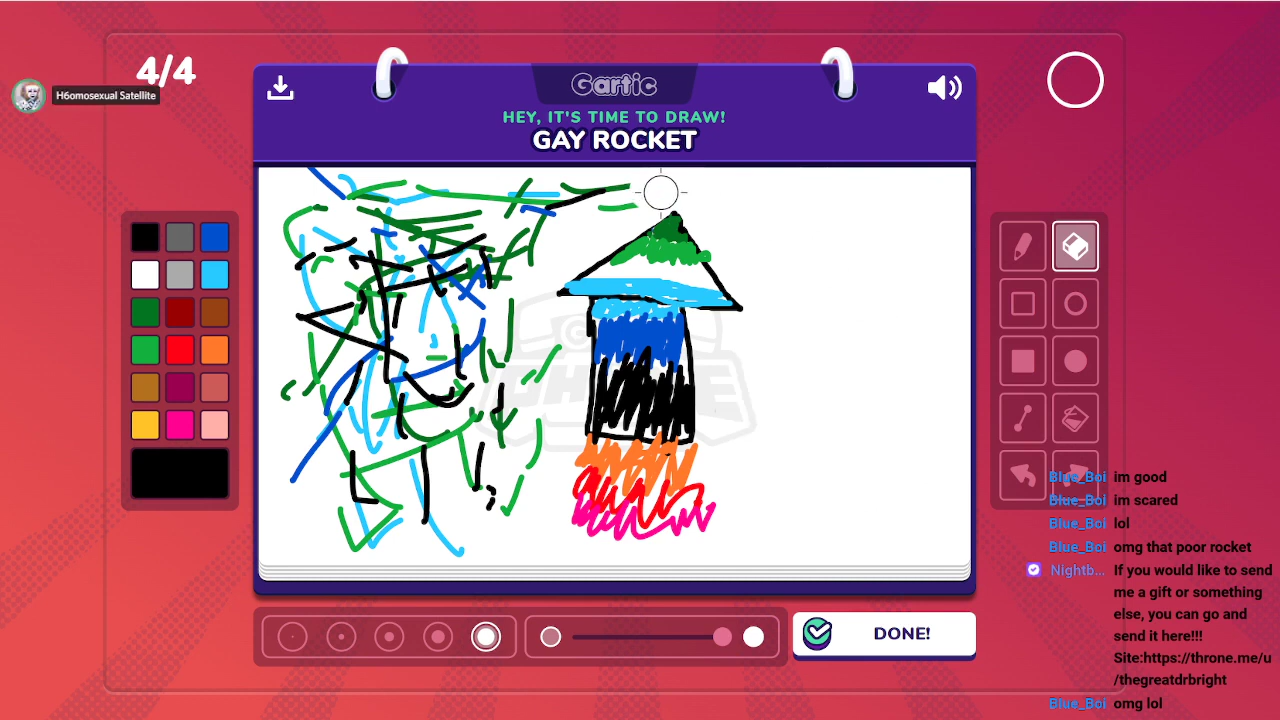 4/4
H6omosexual Satellite
Gartic
HEY, IT'S TIME TO DRAW!
GAY ROCKET
DONE!
Blue_Boi im good
Blue_Boi im scared
Blue_Boi lol
Blue_Boi omg that poor rocket
Nightb... If you would like to send
me a gift or something
else, you can go and
send it here!!!
Site:https://throne.me/u
/thegreatdrbright
Blue_Boi omg lol